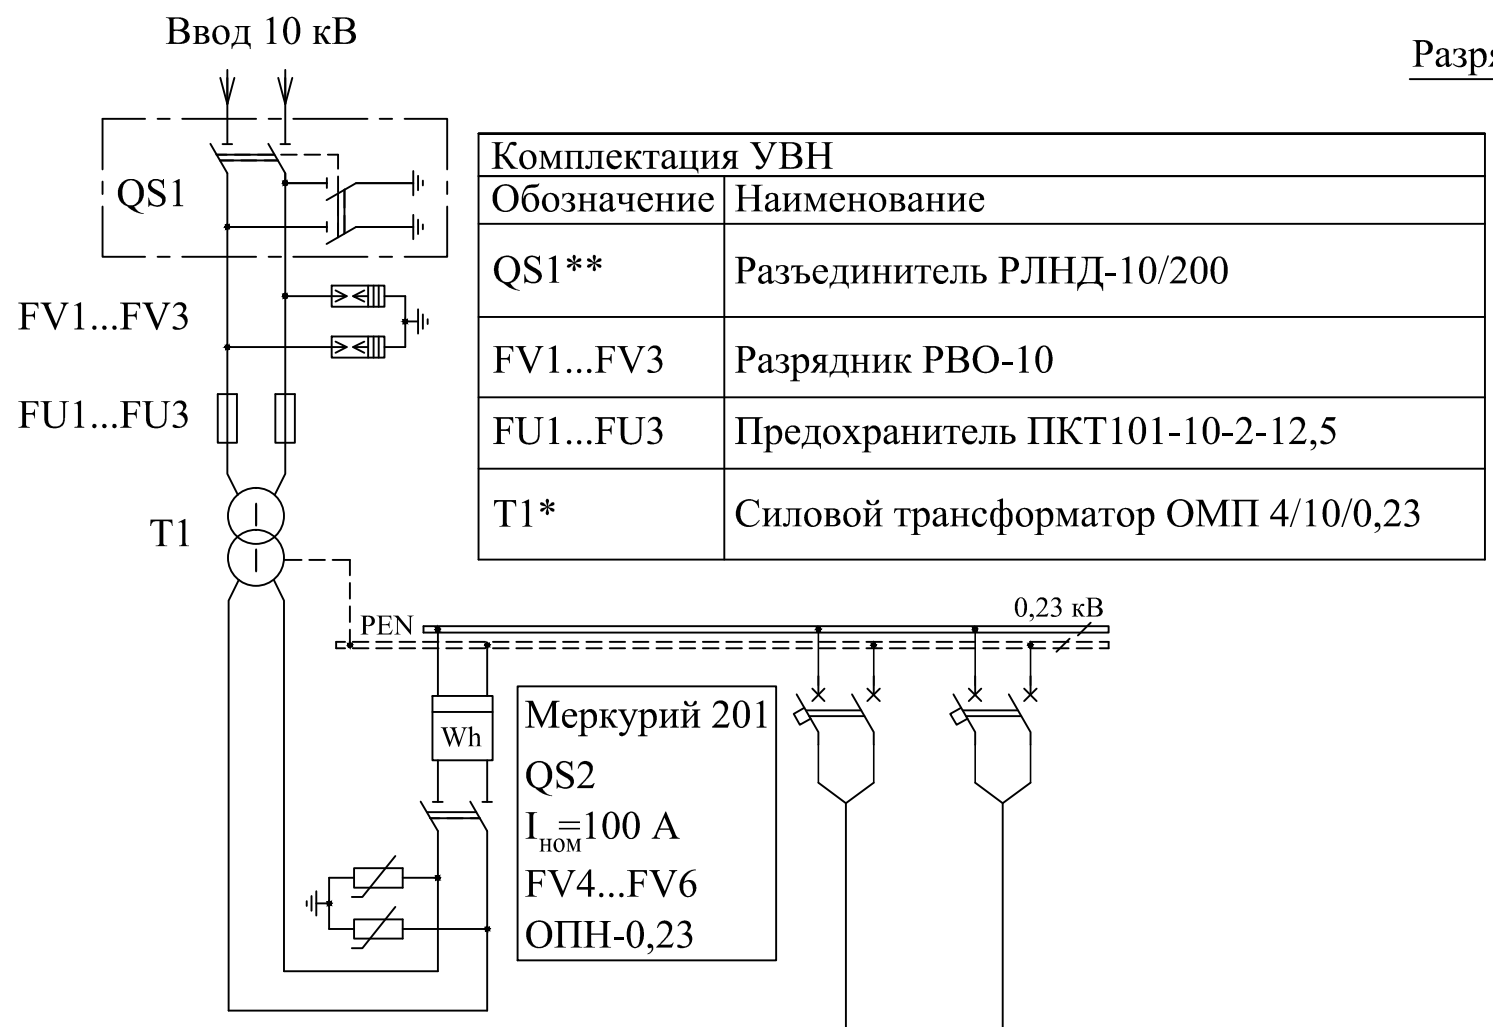 Ввод 10 кВ
QS1
FV1...FV3
FU1...FU3
T1
Комплектация УВН
Обозначение Наименование
QS1** Разъединитель РЛНД-10/200
FV1...FV3 Разрядник РВО-10
FU1...FU3 Предохранитель ПКТ101-10-2-12,5
T1* Силовой трансформатор ОМП 4/10/0,23
PEN
0,23 кВ
Wh
Меркурий 201
QS2
Iном=100 А
FV4...FV6
ОПН-0,23